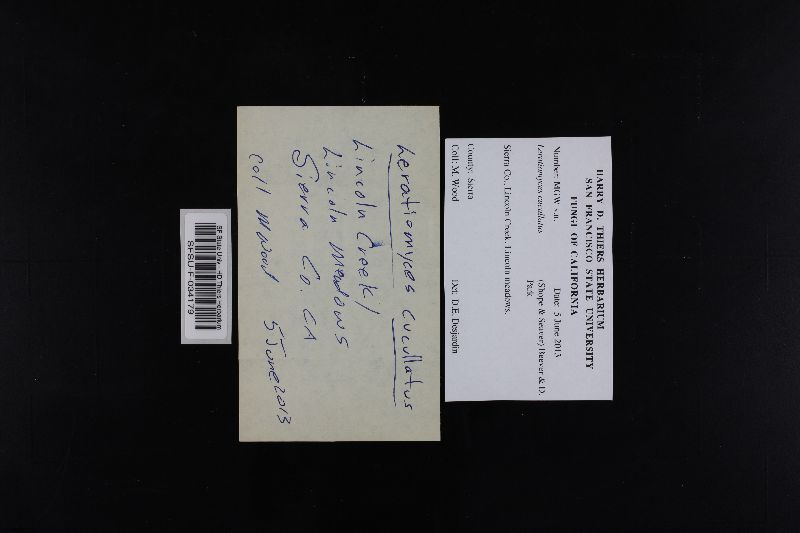 HARRY D. THIERS HERBARIUM
SAN FRANCISCO STATE UNIVERSITY
FUNGI OF CALIFORNIA
Number: MGW s.n. Date: 5 June 2013
Leratiomyces cucullatus (Shope & Seaver) Beever & D.
Park
Sierra Co., Lincoln Creek, Lincoln meadows.
County: Sierra
Coll: M. Wood Det. D.E. Desjardin
Leratiomyces cucullatus
Lincoln Creek/
Lincoln Meadows
Sierra Co. CA
Coll M Wood 5 June 2013
SF State Univ. HD Thiers Herbarium
SFSU-F-034179